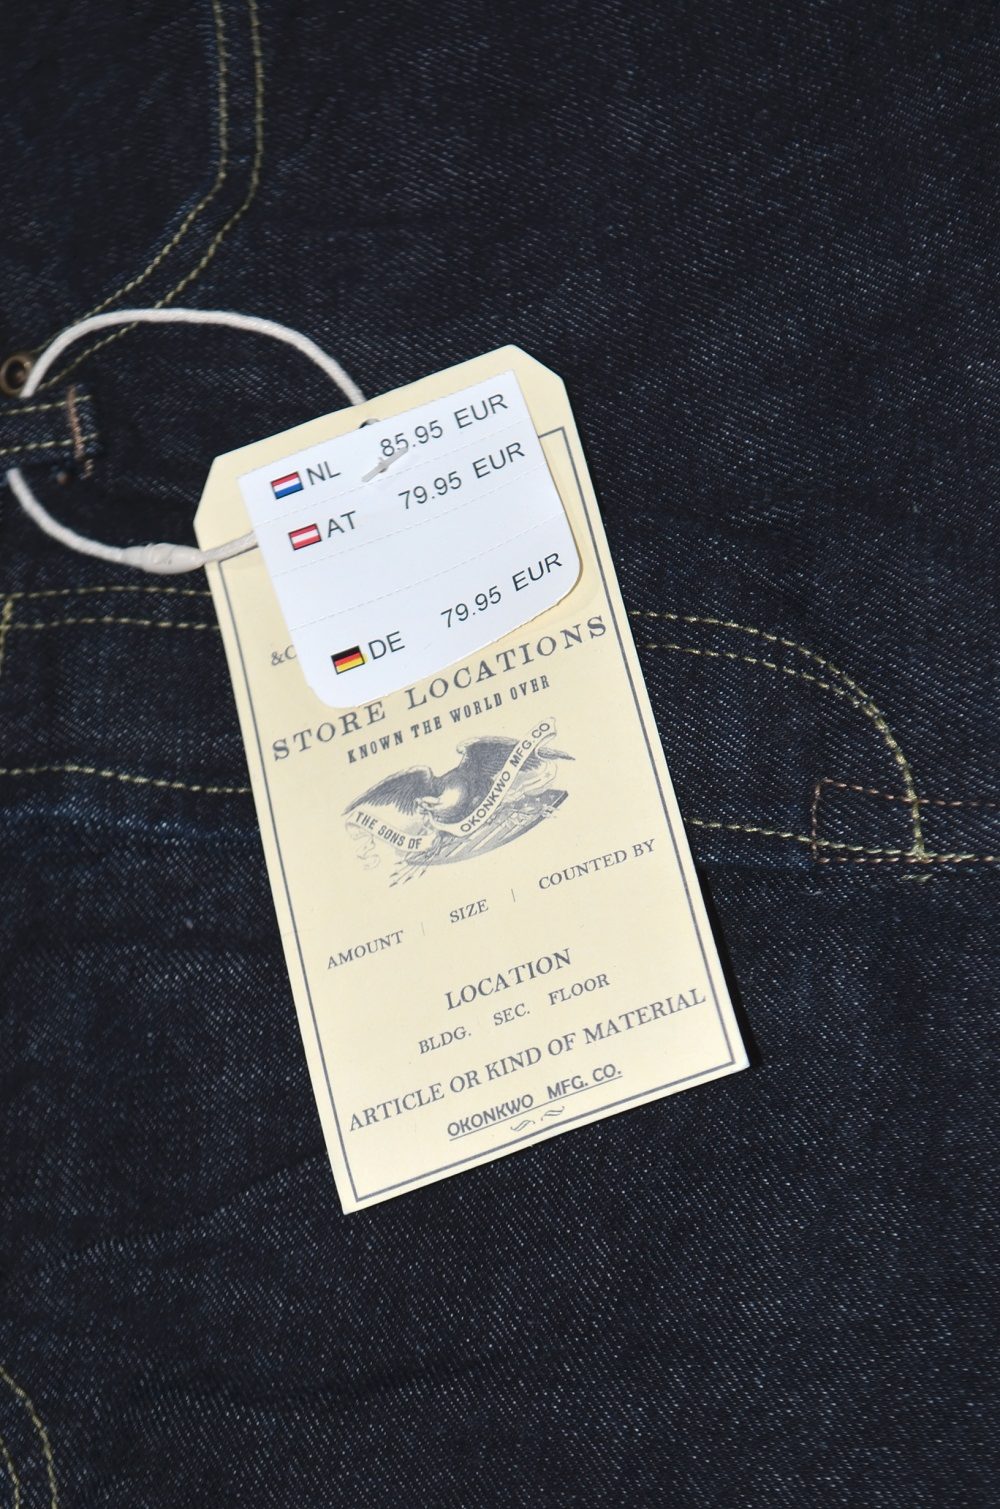 NL 85.95 EUR
AT 79.95 EUR
DE 79.95 EUR
STORE LOCATIONS
KNOWN THE WORLD OVER
THE SONS OF OKONKWO MFG.CO
AMOUNT | SIZE | COUNTED BY
LOCATION
BLDG. SEC. FLOOR
ARTICLE OR KIND OF MATERIAL
OKONKWO MFG. CO.